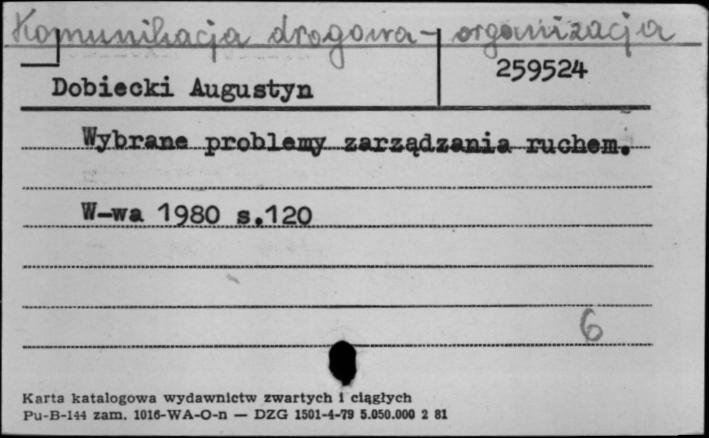 Komunikacja drogowa - organizacja
259524
Dobiecki Augustyn
Wybrane problemy zarządzania ruchem.
W-wa 1980 s.120
6
Karta katalogowa wydawnictw zwartych i ciągłych
Pu-B-144 zam. 1016-WA-O-n — DZG 1501-4-79 5.050.000 2 81